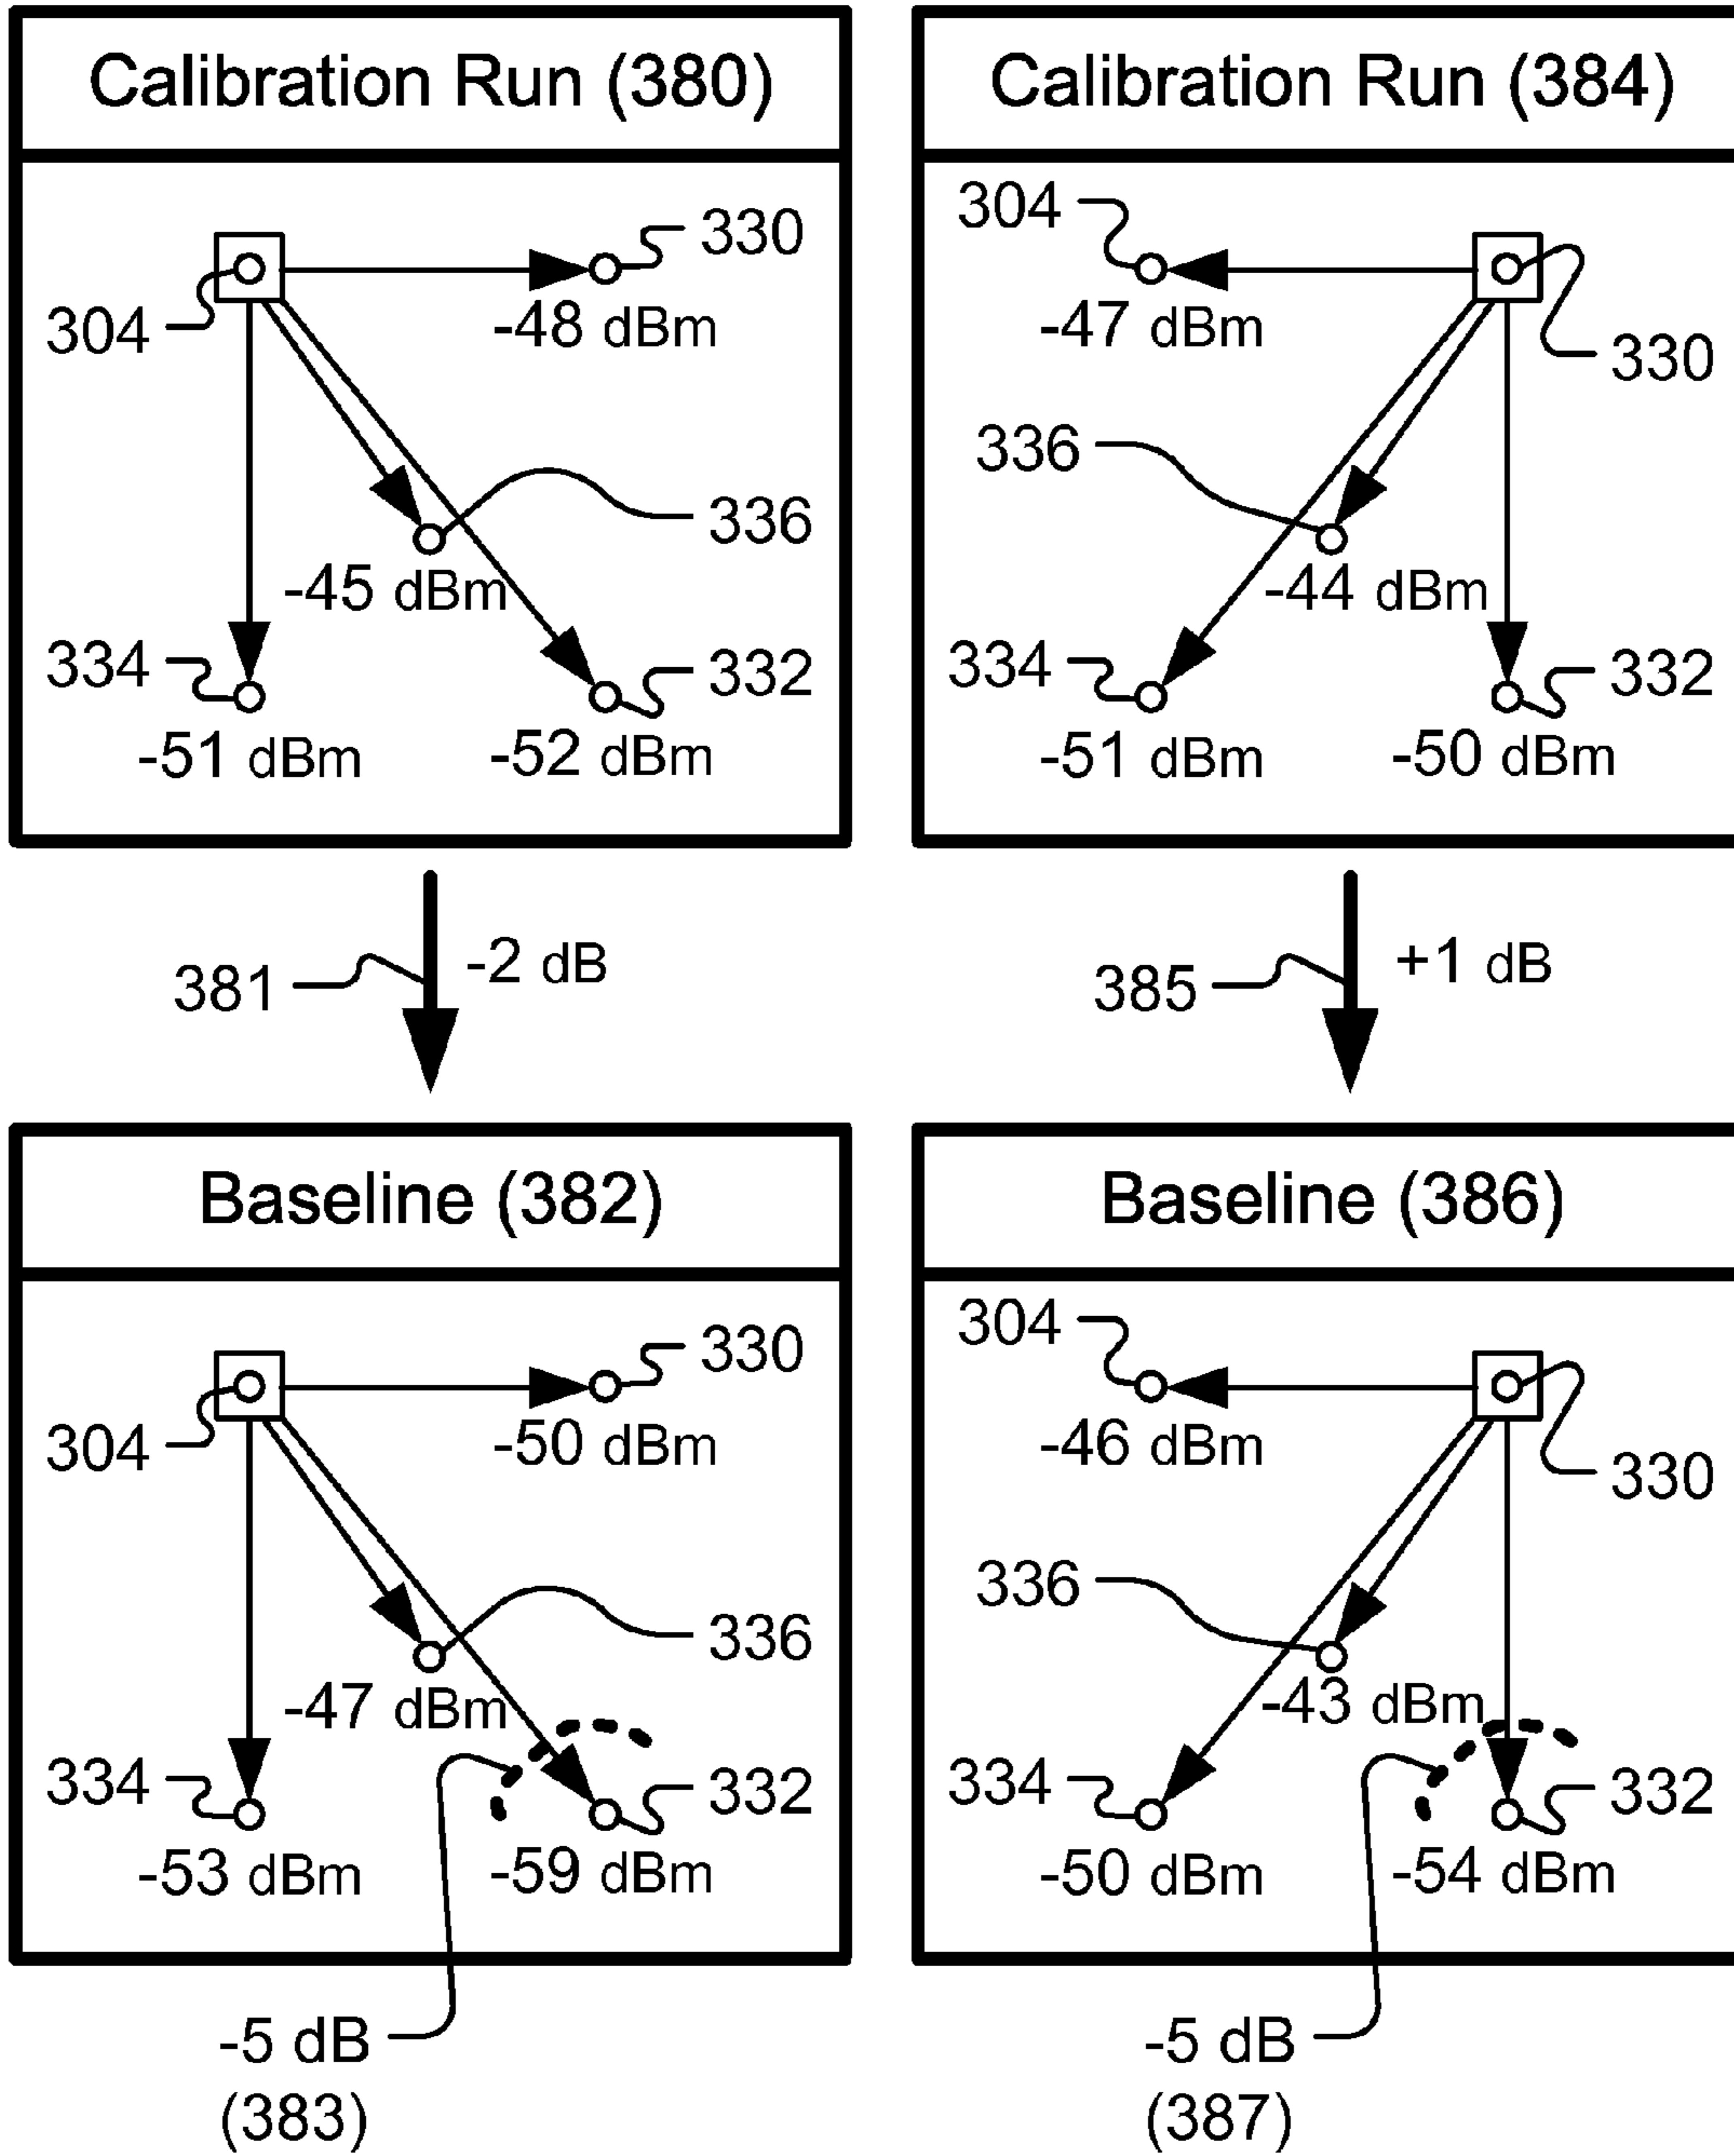 Calibration Run (380)
304
330
-48 dBm
336
-45 dBm
334
332
-51 dBm
-52 dBm
Calibration Run (384)
304
-47 dBm
330
336
-44 dBm
334
332
-51 dBm
-50 dBm
381
-2 dB
385
+1 dB
Baseline (382)
330
304
-50 dBm
336
-47 dBm
334
332
-53 dBm
-59 dBm
-5 dB
(383)
Baseline (386)
304
-46 dBm
330
336
-43 dBm
334
332
-50 dBm
-54 dBm
-5 dB
(387)